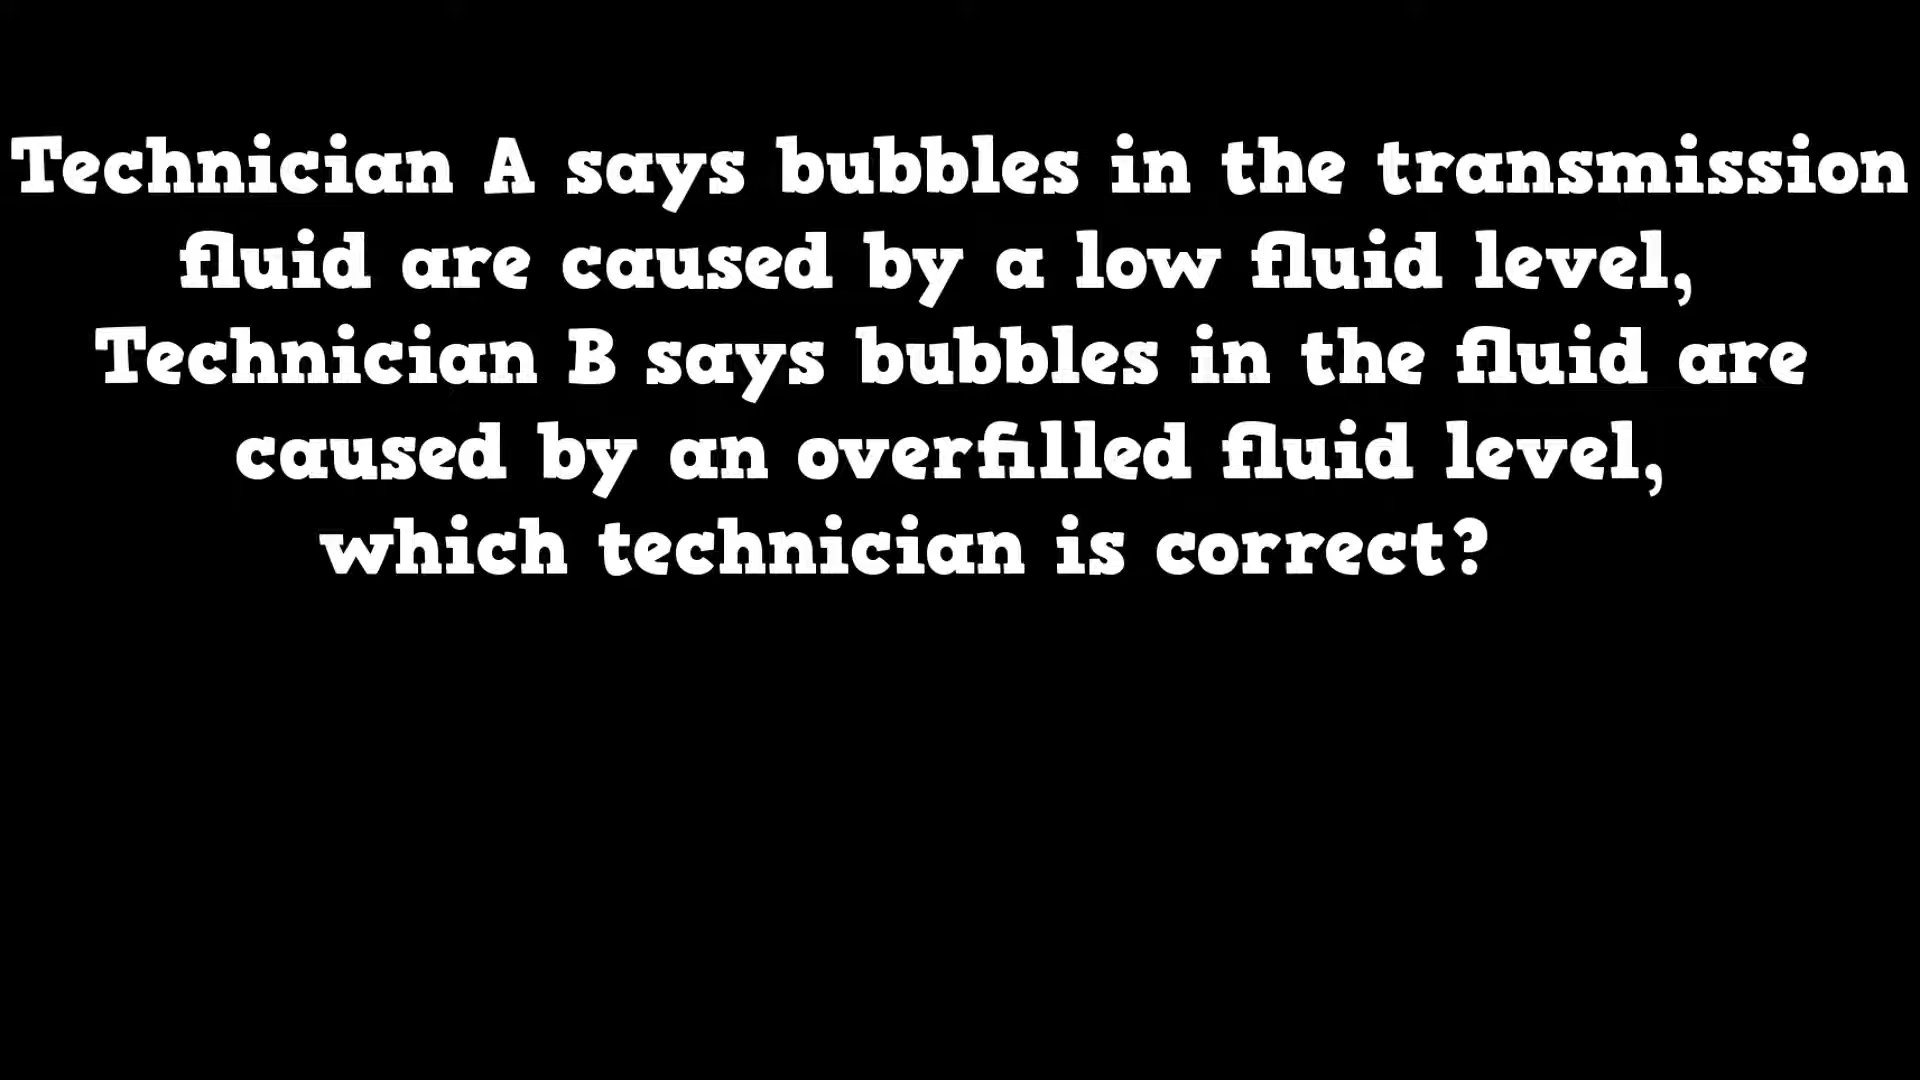 Technician A says bubbles in the transmission
fluid are caused by a low fluid level,
Technician B says bubbles in the fluid are
caused by an overfilled fluid level,
which technician is correct?